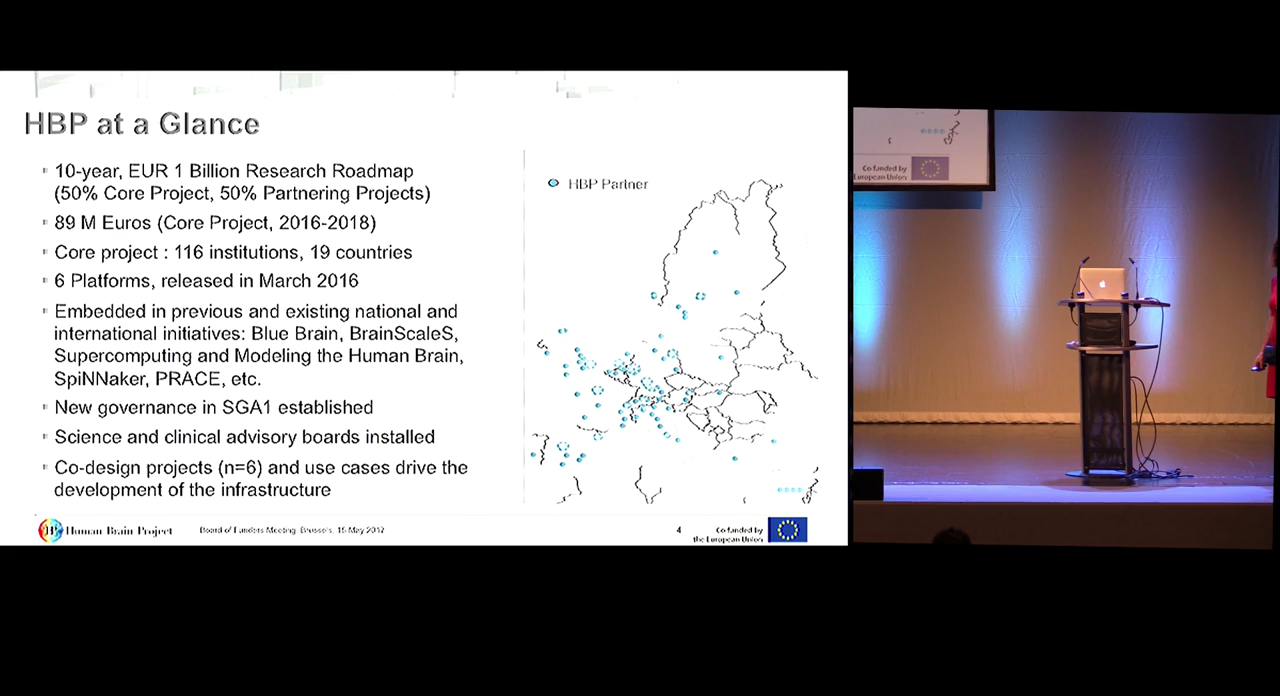 HBP at a Glance
10-year, EUR 1 Billion Research Roadmap
(50% Core Project, 50% Partnering Projects)
89 M Euros (Core Project, 2016-2018)
Core project : 116 institutions, 19 countries
6 Platforms, released in March 2016
Embedded in previous and existing national and
international initiatives: Blue Brain, BrainScaleS,
Supercomputing and Modeling the Human Brain,
SpiNNaker, PRACE, etc.
New governance in SGA1 established
Science and clinical advisory boards installed
Co-design projects (n=6) and use cases drive the
development of the infrastructure
HBP Partner
Human Brain Project
Board of Funders Meeting, Brussels, 15 May 2017
4
Co funded by
the European Union
Co funded by
European Union